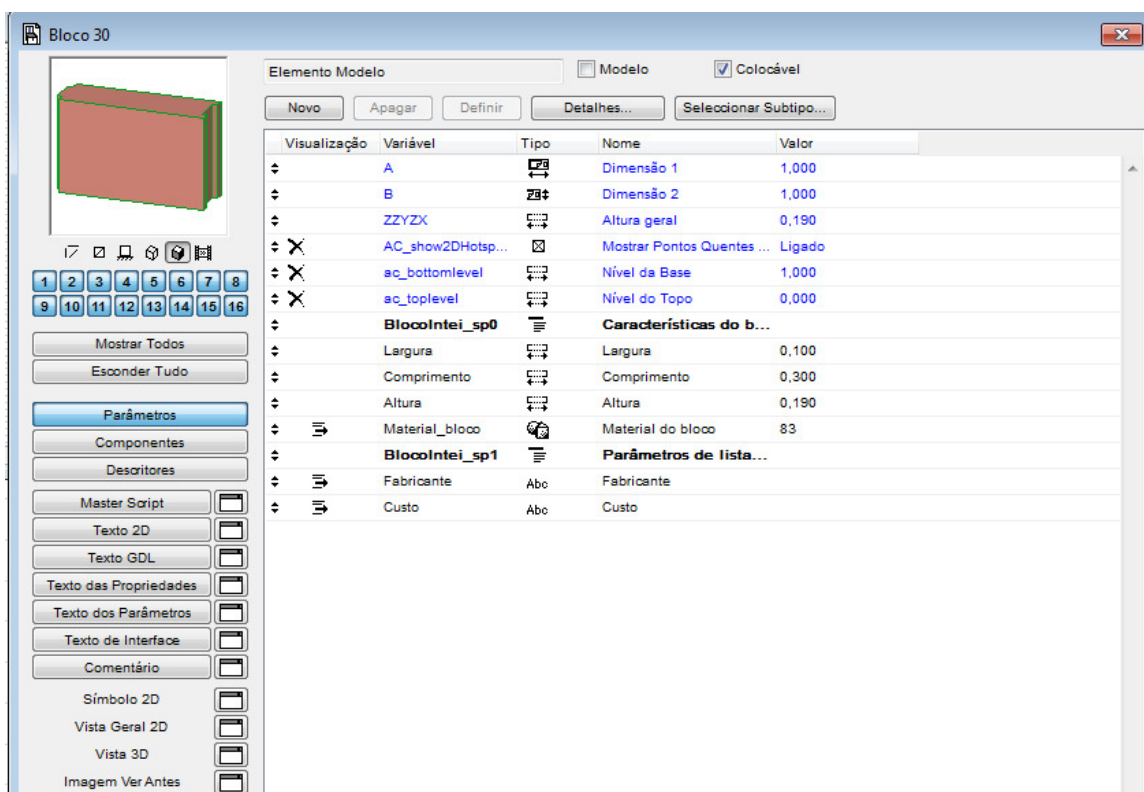 Bloco 30
Elemento Modelo Modelo Colocável
Novo Apagar Definir Detalhes... Seleccionar Subtipo...
Visualização Variável Tipo Nome Valor
A Dimensão 1 1,000
B Dimensão 2 1,000
ZZYZX Altura geral 0,190
AC_show2DHotsp... Mostrar Pontos Quentes ... Ligado
ac_bottomlevel Nível da Base 1,000
ac_toplevel Nível do Topo 0,000
BlocoIntei_sp0 Características do b...
Largura Largura 0,100
Comprimento Comprimento 0,300
Altura Altura 0,190
Material_bloco Material do bloco 83
BlocoIntei_sp1 Parâmetros de lista...
Fabricante Abc Fabricante
Custo Abc Custo
1 2 3 4 5 6 7 8
9 10 11 12 13 14 15 16
Mostrar Todos
Esconder Tudo
Parâmetros
Componentes
Descritores
Master Script
Texto 2D
Texto GDL
Texto das Propriedades
Texto dos Parâmetros
Texto de Interface
Comentário
Símbolo 2D
Vista Geral 2D
Vista 3D
Imagem Ver Antes